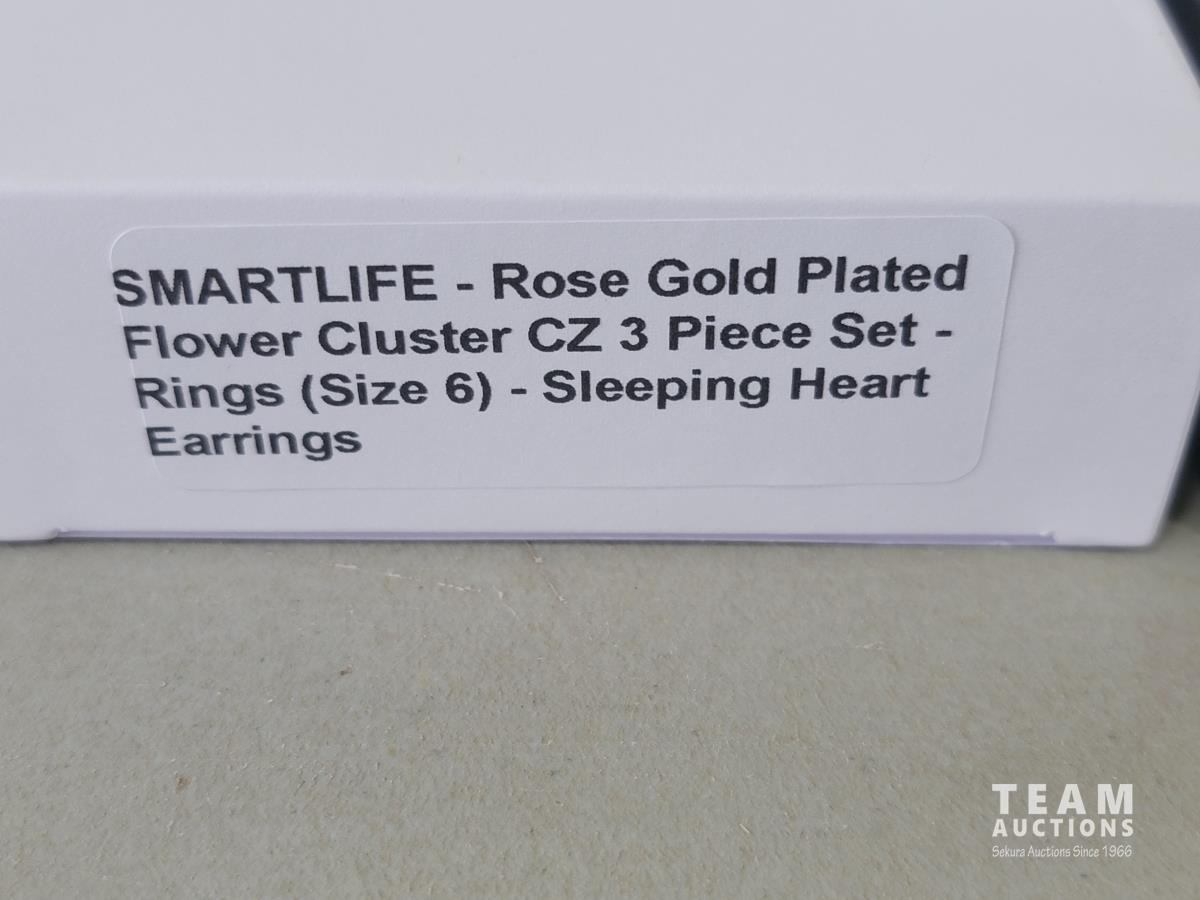 SMARTLIFE - Rose Gold Plated
Flower Cluster CZ 3 Piece Set -
Rings (Size 6) - Sleeping Heart
Earrings
TEAM
AUCTIONS
Sekura Auctions Since 1966